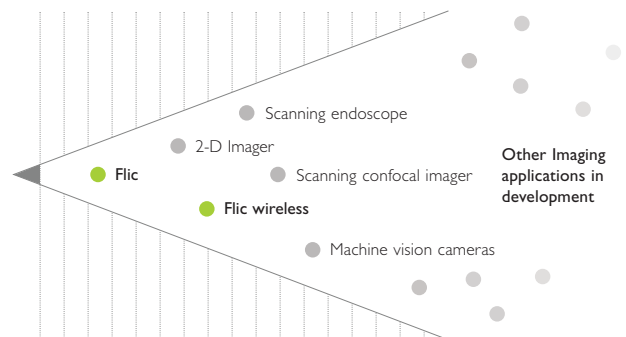 Scanning endoscope
2-D Imager
Flic
Scanning confocal imager
Other Imaging
applications in
development
Flic wireless
Machine vision cameras